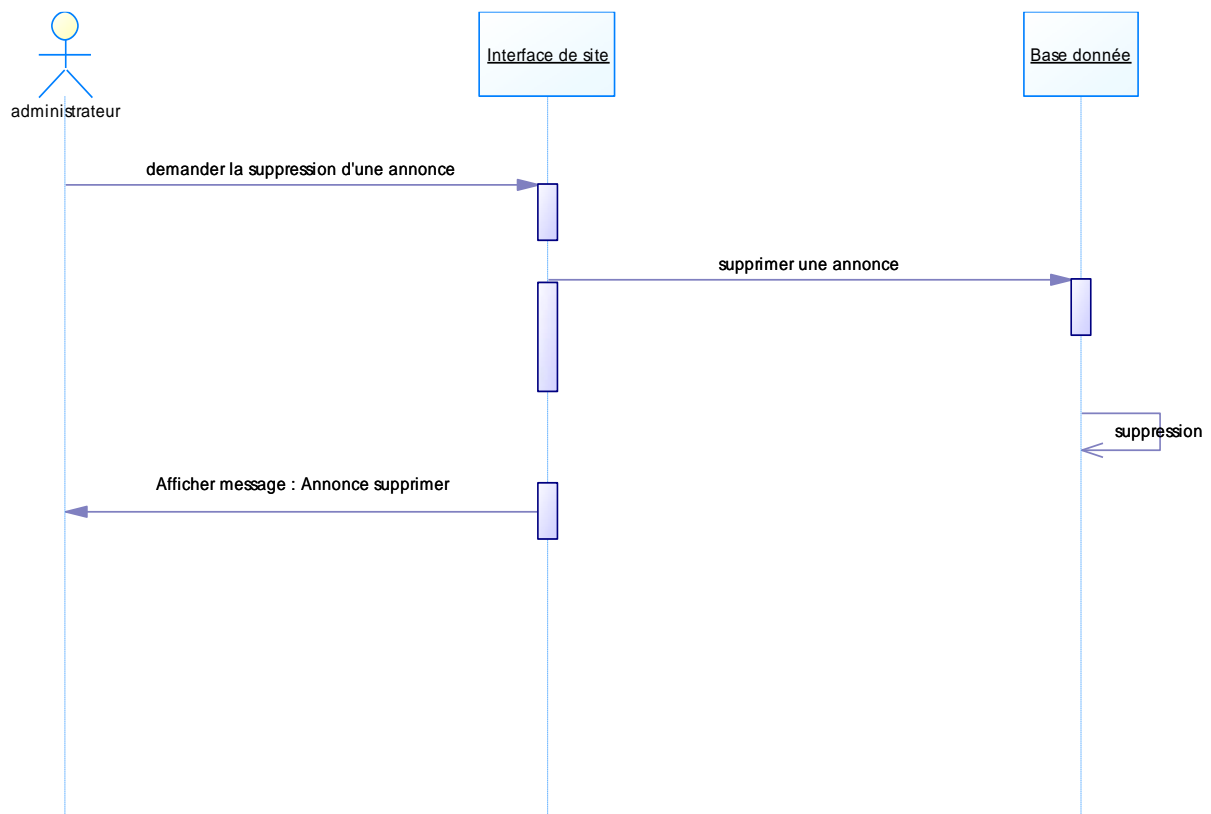 Interface de site
Base donnée
administrateur
demander la suppression d'une annonce
supprimer une annonce
suppression
Afficher message : Annonce supprimer